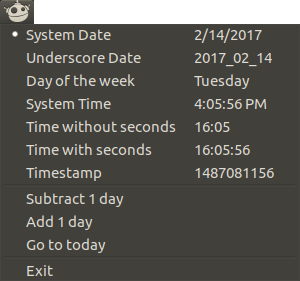 System Date 2/14/2017
Underscore Date 2017_02_14
Day of the week Tuesday
System Time 4:05:56 PM
Time without seconds 16:05
Time with seconds 16:05:56
Timestamp 1487081156
Subtract 1 day
Add 1 day
Go to today
Exit